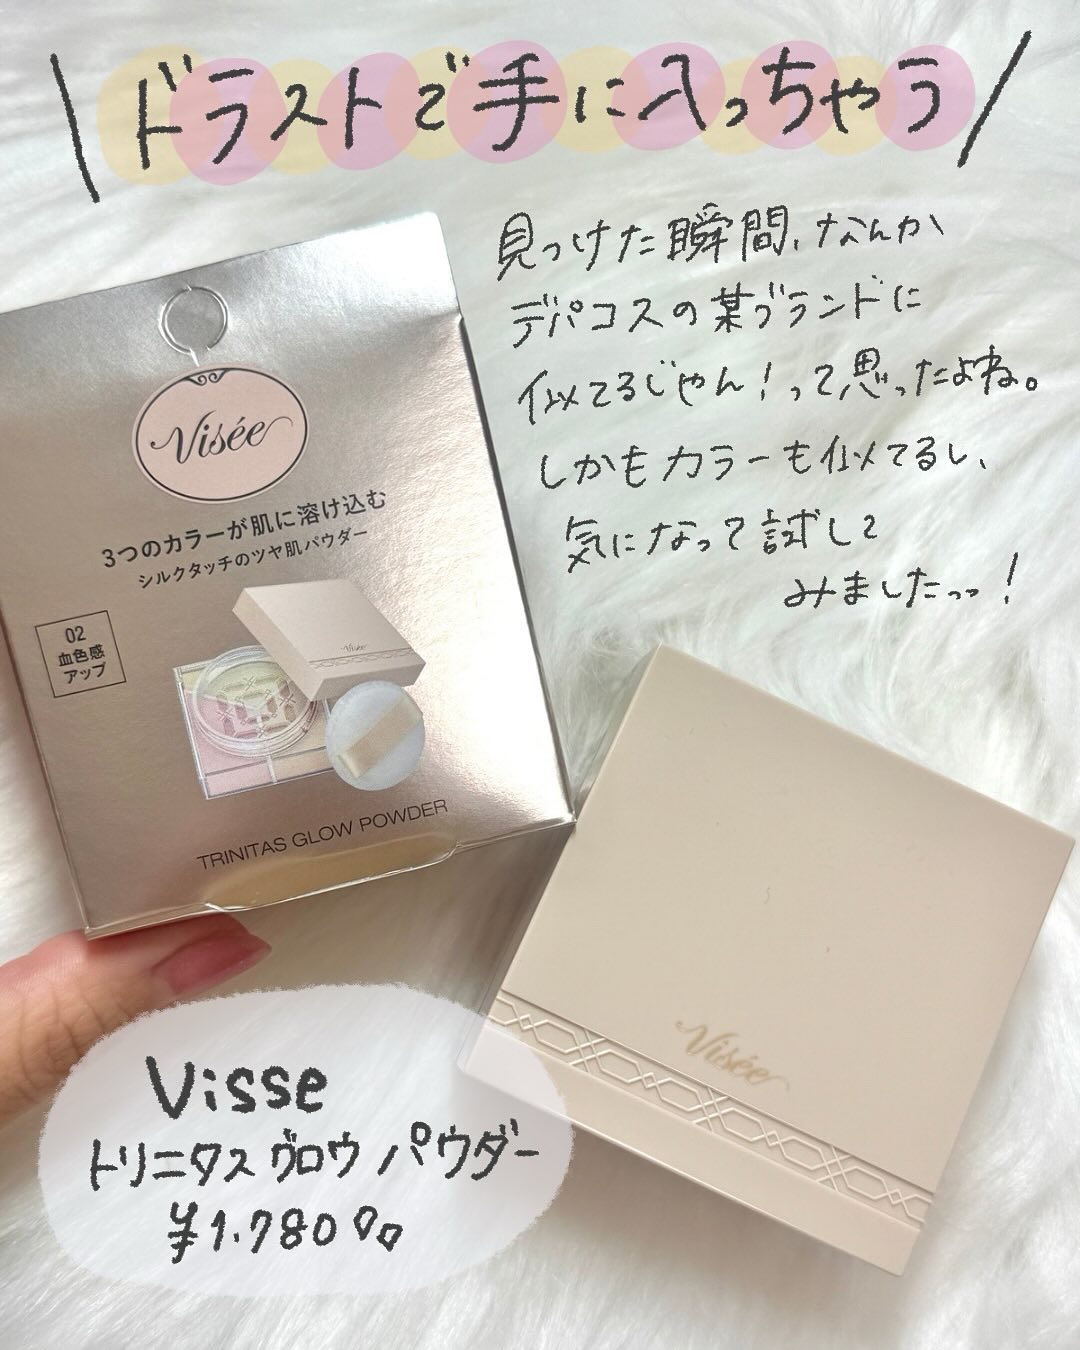 ドラストで手に入っちゃう
見つけた瞬間、なんか
デパコスの某ブランドに
似てるじゃん!って思ったよね。
しかもカラーも似てるし、
気になって試して
みましたっっ!
Visée
3つのカラーが肌に溶け込む
シルクタッチのツヤ肌パウダー
02
血色感
アップ
Visée
TRINITAS GLOW POWDER
Visée
Visse
トリニタスグロウパウダー
¥1.780